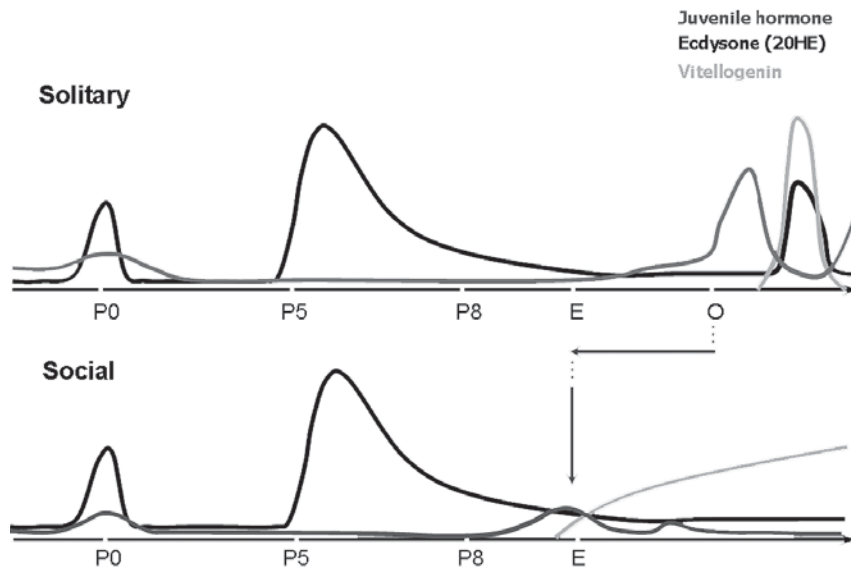 Juvenile hormone
Ecdysone (20HE)
Vitellogenin
Solitary
P0 P5 P8 E O
Social
P0 P5 P8 E